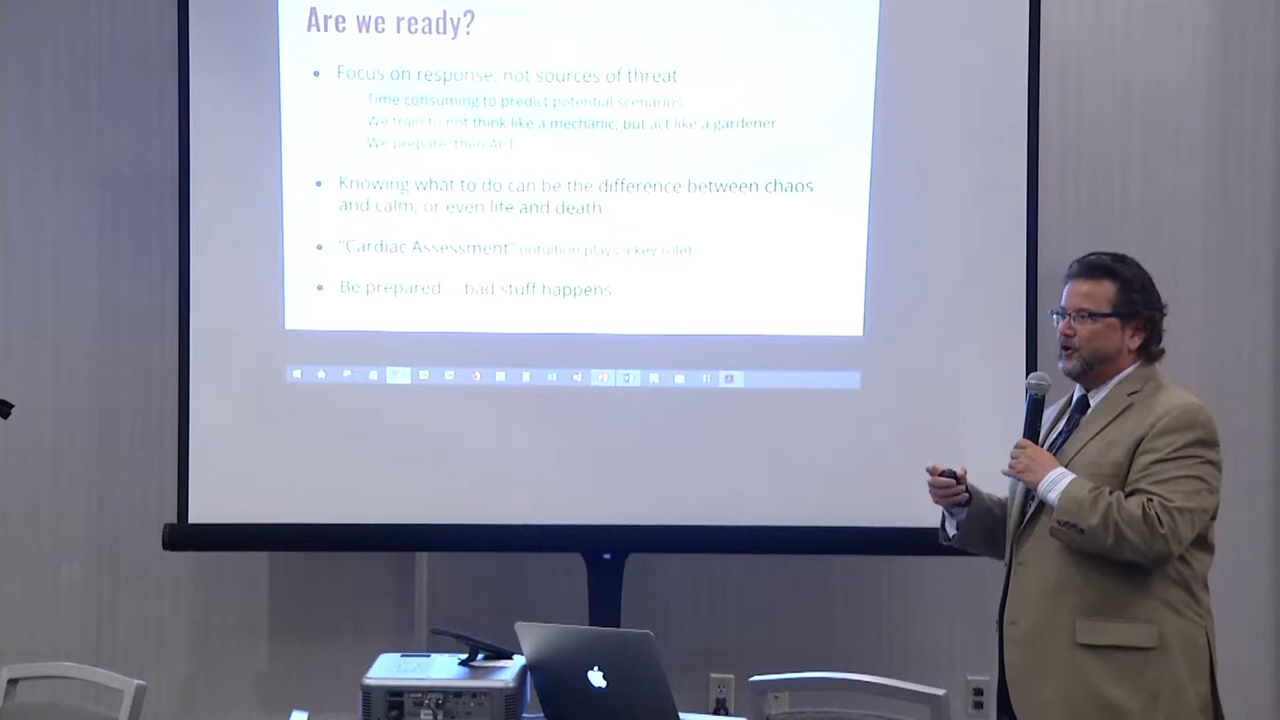 Are we ready?
• Focus on response, not sources of threat
Time consuming to predict potential scenarios
We train to not think like a mechanic, but act like a gardener
We prepare, then ACT
• Knowing what to do can be the difference between chaos
and calm, or even life and death
• "Cardiac Assessment" (intuition plays a key role)
• Be prepared... bad stuff happens